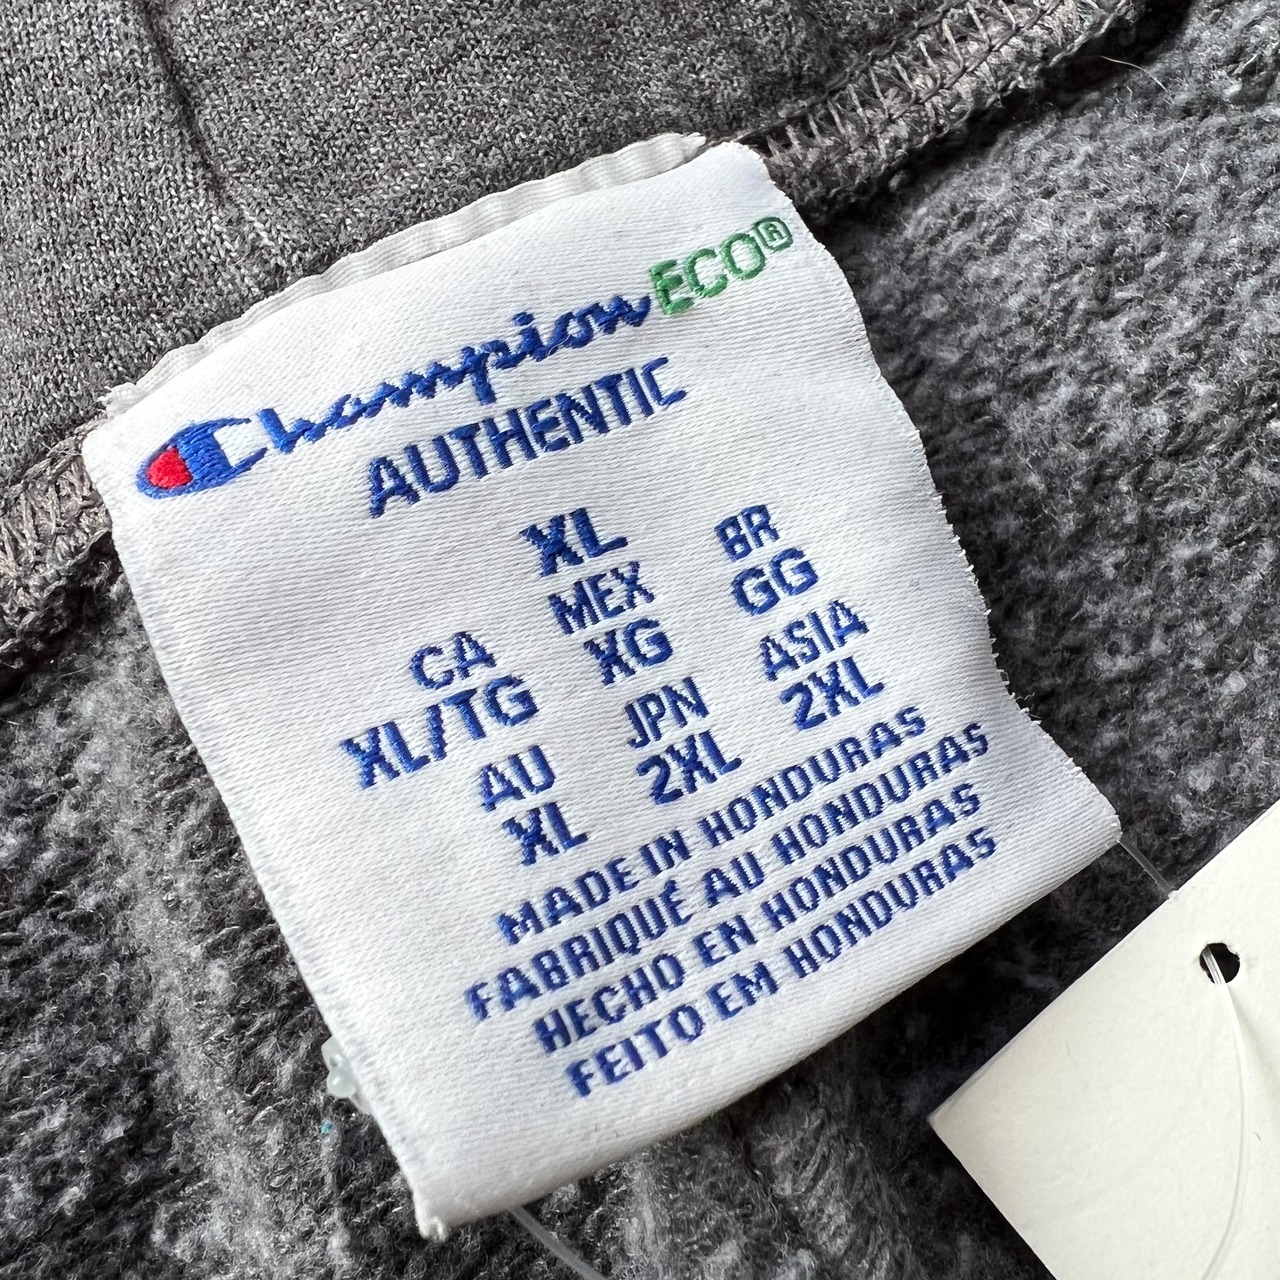 Champion ECO®
AUTHENTIC
XL
MEX BR
XG GG
CA JPN ASIA
XL/TG 2XL 2XL
AU
XL
MADE IN HONDURAS
FABRIQUÉ AU HONDURAS
HECHO EN HONDURAS
FEITO EM HONDURAS